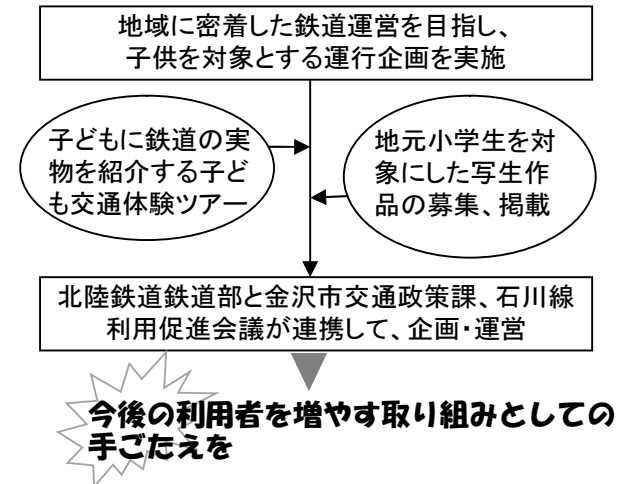 地域に密着した鉄道運営を目指し、
子供を対象とする運行企画を実施
子どもに鉄道の実
物を紹介する子ど
も交通体験ツアー
地元小学生を対
象にした写生作
品の募集、掲載
北陸鉄道鉄道部と金沢市交通政策課、石川線
利用促進会議が連携して、企画・運営
今後の利用者を増やす取り組みとしての
手ごたえを